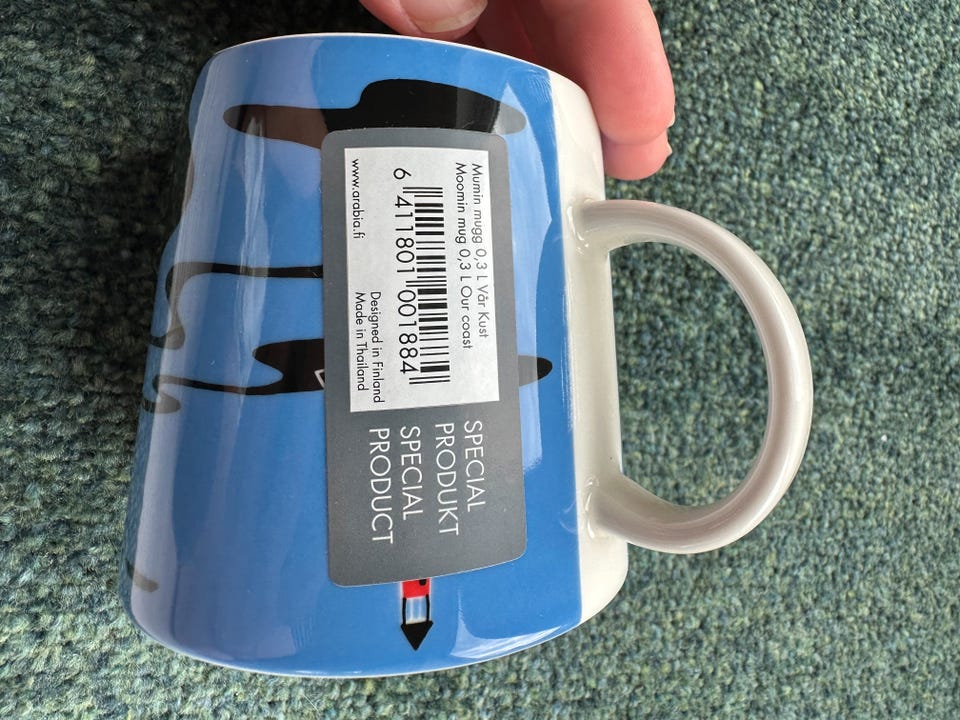 Mumin mugg 0,3 L Vår Kust
Moomin mug 0,3 L Our coast
6 411801 001884
Designed in Finland
Made in Thailand
www.arabia.fi
SPECIAL
PRODUKT
SPECIAL
PRODUCT